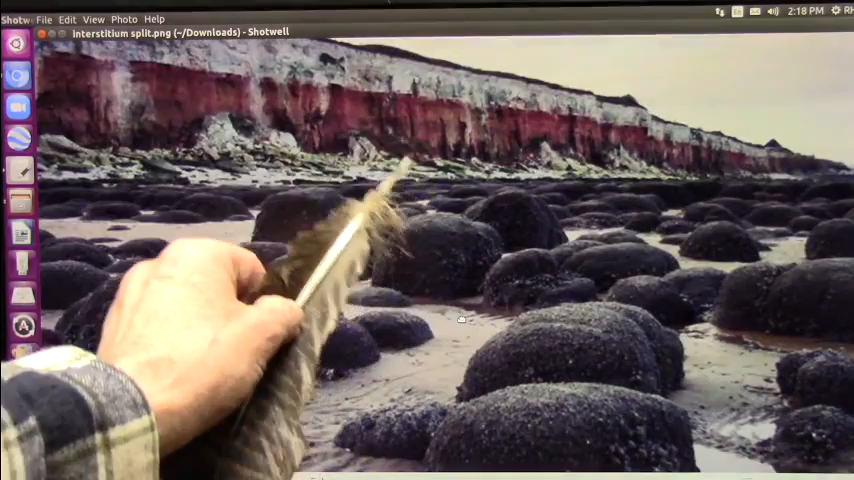 Shotw File Edit View Photo Help
2:18 PM
interstitium split.png (~/Downloads) - Shotwell